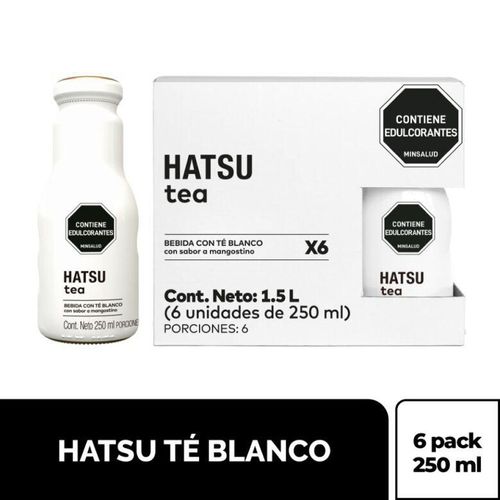 CONTIENE
EDULCORANTES
MINSALUD
HATSU
tea
BEBIDA CON TÉ BLANCO
con sabor a mangostino
Cont. Neto 250 ml PORCIONES
CONTIENE
EDULCORANTES
MINSALUD
HATSU
tea
BEBIDA CON TÉ BLANCO
con sabor a mangostino
X6
Cont. Neto: 1.5 L
(6 unidades de 250 ml)
PORCIONES: 6
CONTIENE
EDULCORANTES
MINSALUD
HATSU
tea
HATSU TÉ BLANCO
6 pack
250 ml